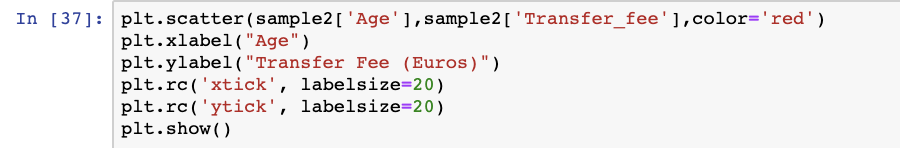 In [37]: plt.scatter(sample2['Age'],sample2['Transfer_fee'],color='red')
plt.xlabel("Age")
plt.ylabel("Transfer Fee (Euros)")
plt.rc('xtick', labelsize=20)
plt.rc('ytick', labelsize=20)
plt.show()